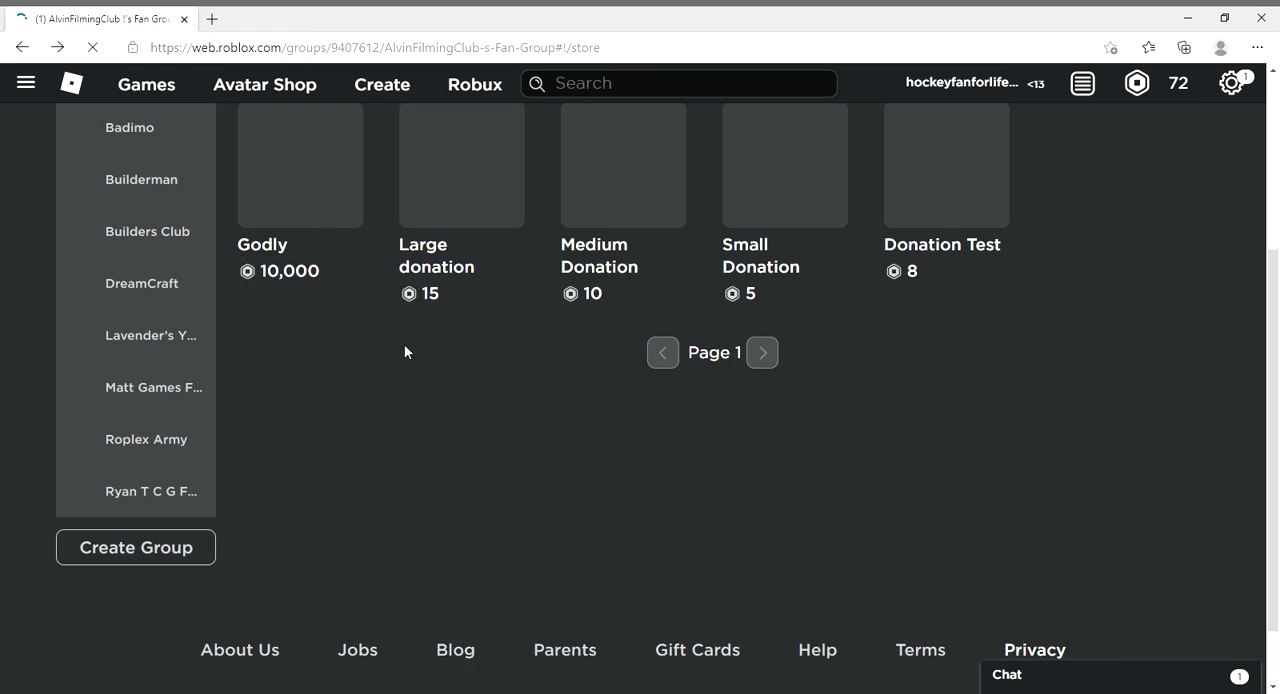 (1) AlvinFilmingClub !'s Fan Grou
https://web.roblox.com/groups/9407612/AlvinFilmingClub-s-Fan-Group#!/store
Games Avatar Shop Create Robux Search hockeyfanforlife... <13 72 1
Badimo
Builderman
Builders Club
DreamCraft
Lavender's Y...
Matt Games F...
Roplex Army
Ryan T C G F...
Create Group
Godly
10,000
Large
donation
15
Medium
Donation
10
Small
Donation
5
Donation Test
8
Page 1
About Us Jobs Blog Parents Gift Cards Help Terms Privacy
Chat 1